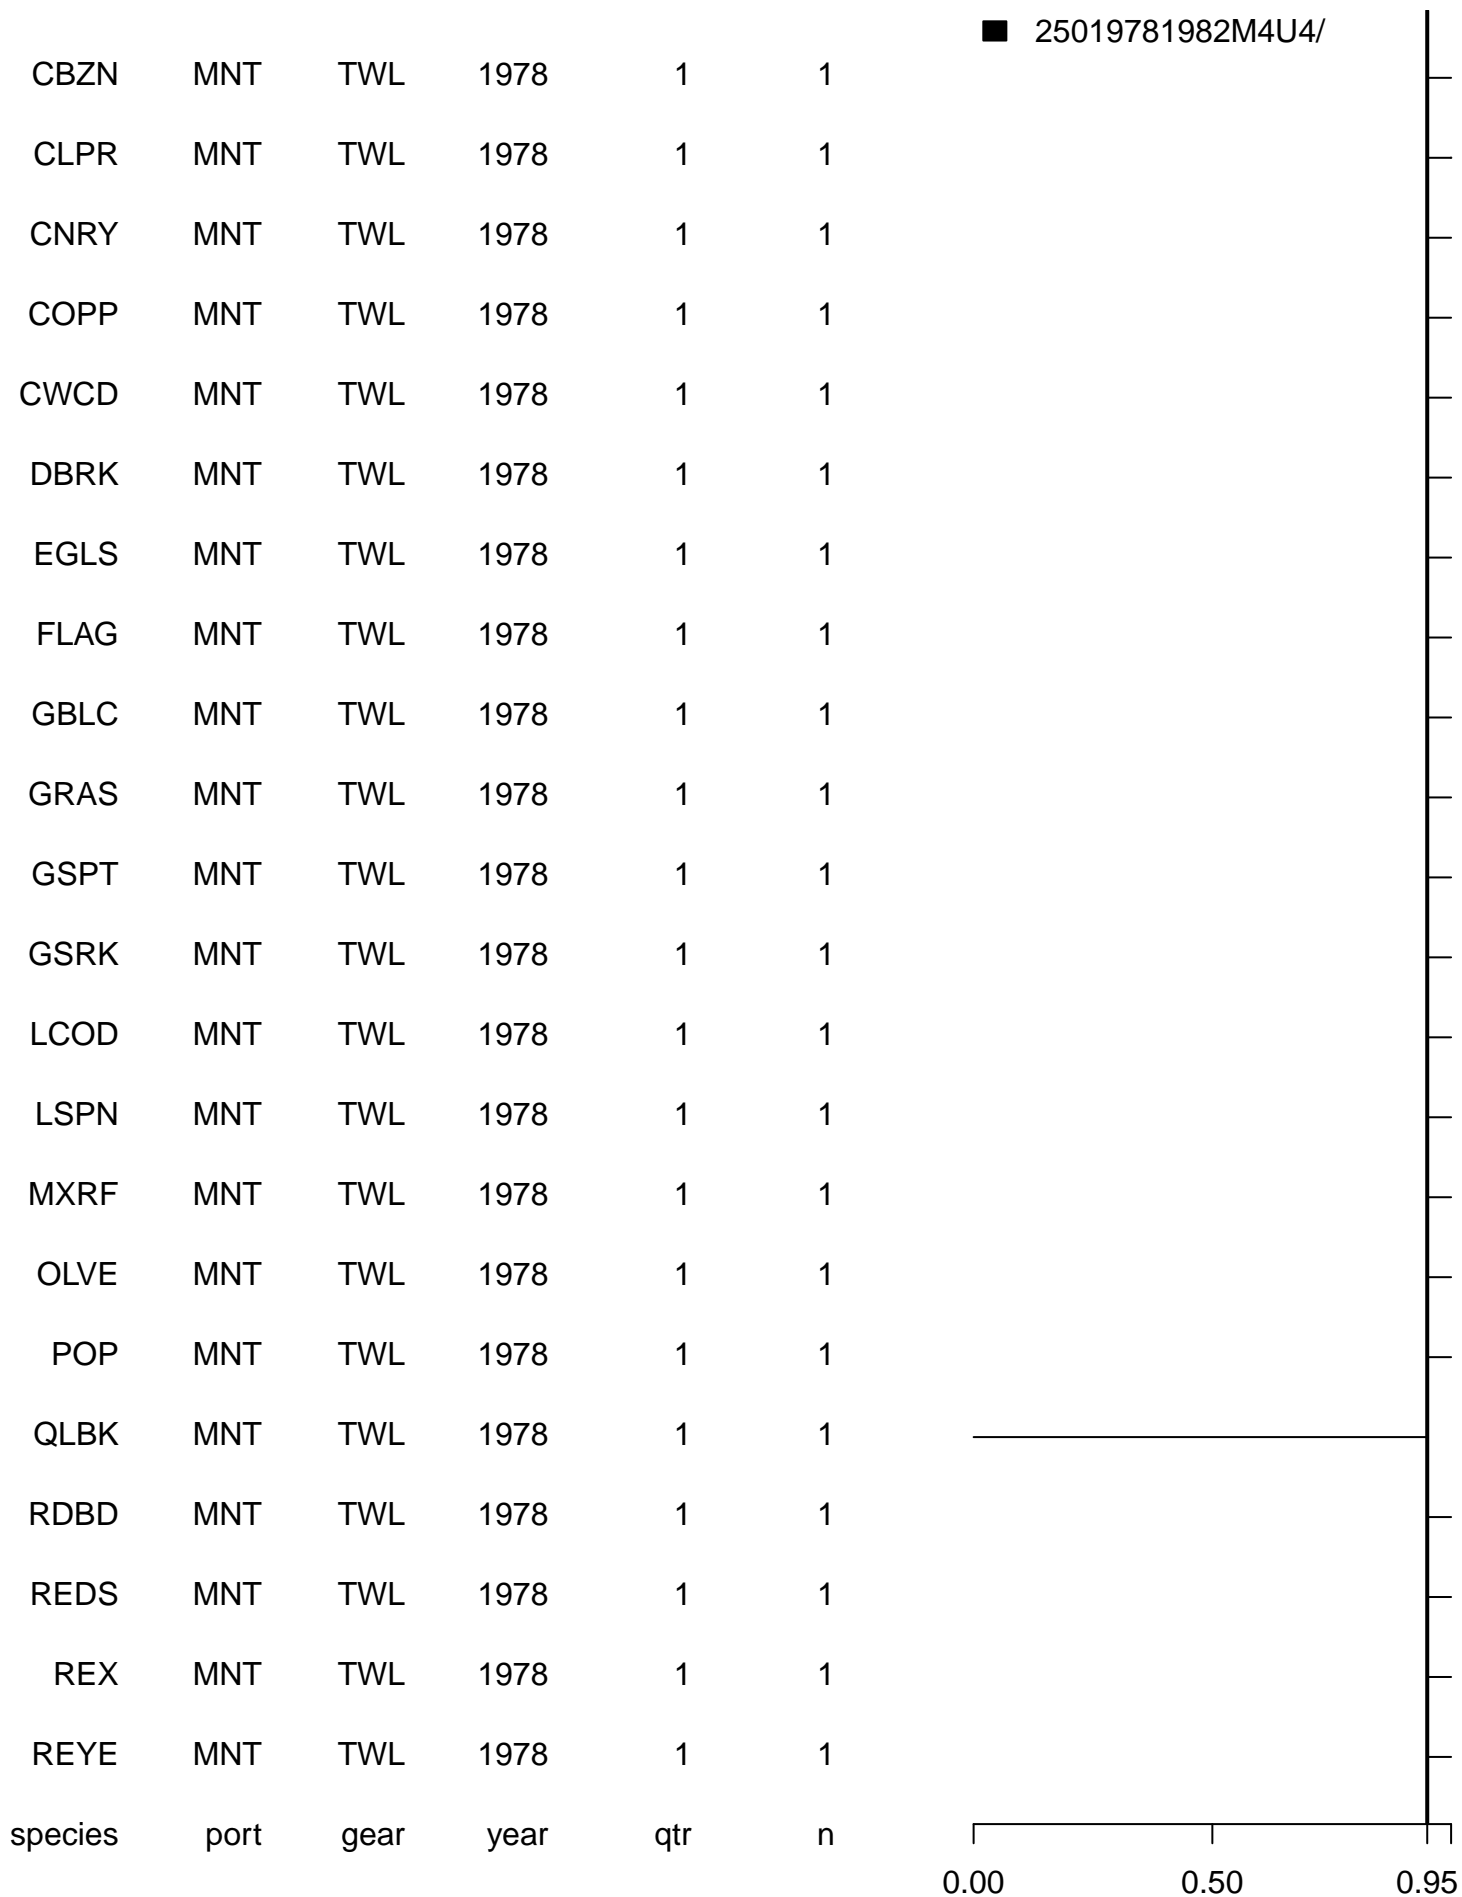 25019781982M4U4/
CBZN MNT TWL 1978 1 1
CLPR MNT TWL 1978 1 1
CNRY MNT TWL 1978 1 1
COPP MNT TWL 1978 1 1
CWCD MNT TWL 1978 1 1
DBRK MNT TWL 1978 1 1
EGLS MNT TWL 1978 1 1
FLAG MNT TWL 1978 1 1
GBLC MNT TWL 1978 1 1
GRAS MNT TWL 1978 1 1
GSPT MNT TWL 1978 1 1
GSRK MNT TWL 1978 1 1
LCOD MNT TWL 1978 1 1
LSPN MNT TWL 1978 1 1
MXRF MNT TWL 1978 1 1
OLVE MNT TWL 1978 1 1
POP MNT TWL 1978 1 1
QLBK MNT TWL 1978 1 1
RDBD MNT TWL 1978 1 1
REDS MNT TWL 1978 1 1
REX MNT TWL 1978 1 1
REYE MNT TWL 1978 1 1
species port gear year qtr n
0.00 0.50 0.95